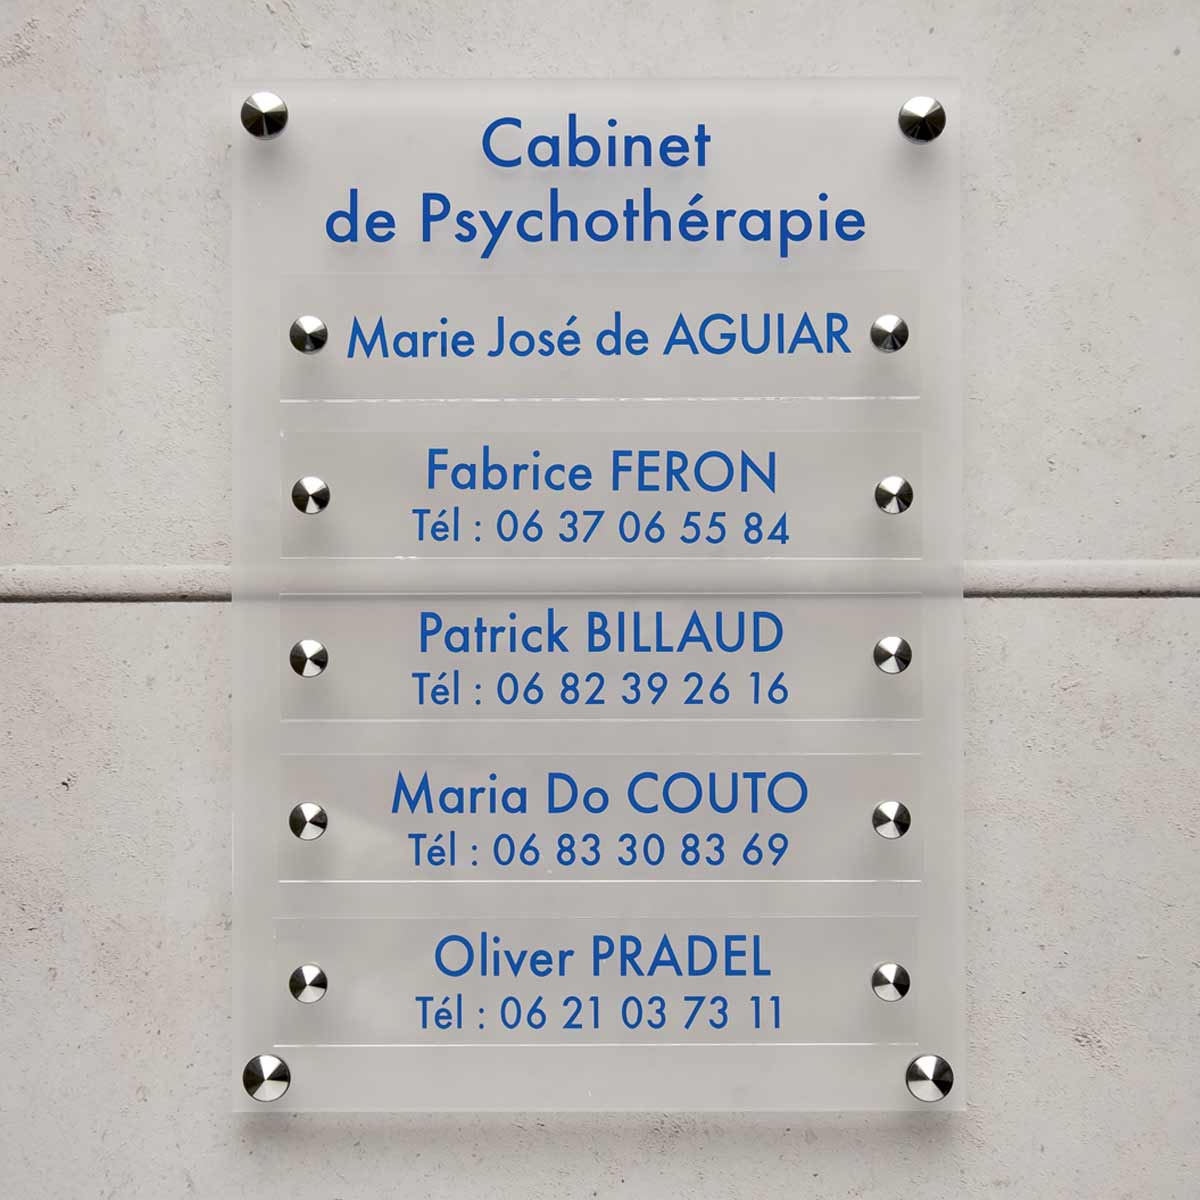 Cabinet
de Psychothérapie
Marie José de AGUIAR
Fabrice FERON
Tél : 06 37 06 55 84
Patrick BILLAUD
Tél : 06 82 39 26 16
Maria Do COUTO
Tél : 06 83 30 83 69
Oliver PRADEL
Tél : 06 21 03 73 11